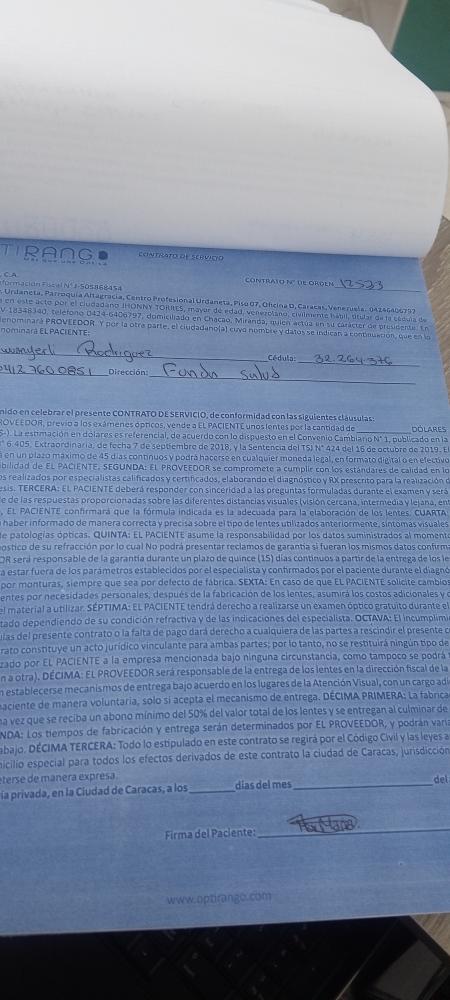 TIRANGO CONTRATO DE SERVICIO
C.A.
formación Fiscal N° J-505868454 CONTRATO N° DE ORDEN 12523
Urdaneta, Parroquia Altagracia, Centro Profesional Urdaneta, Piso 07, Oficina D, Caracas, Venezuela. 04246406797
en este acto por el ciudadano JHONNY TORRES, mayor de edad, venezolano, civilmente hábil, titular de la cédula de
V-18348340, teléfono 0424-6406797, domiciliado en Chacao, Miranda, quien actúa en su carácter de presidente. En
enominará PROVEEDOR. Y por la otra parte, el ciudadano(a) cuyo nombre y datos se indican a continuación, que en lo
nominará EL PACIENTE:
Rodriguez Cédula: 32.264.376
0412 760 0851 Dirección: Funda salud
nido en celebrar el presente CONTRATO DE SERVICIO, de conformidad con las siguientes cláusulas:
ROVEEDOR, previo a los exámenes ópticos, vende a EL PACIENTE unos lentes por la cantidad de DÓLARES
$-). La estimación en dólares es referencial, de acuerdo con lo dispuesto en el Convenio Cambiario N° 1, publicado en la
° 6.405, Extraordinaria, de fecha 7 de septiembre de 2018, y la Sentencia del TSJ N° 424 del 16 de octubre de 2019. El
á en un plazo máximo de 45 días continuos y podrá hacerse en cualquier moneda legal, en formato digital o en efectivo
ibilidad de EL PACIENTE. SEGUNDA: EL PROVEEDOR se compromete a cumplir con los estándares de calidad en lo
s realizados por especialistas calificados y certificados, elaborando el diagnóstico y RX prescrito para la realización d
esis. TERCERA: EL PACIENTE deberá responder con sinceridad a las preguntas formuladas durante el examen y será
e de las respuestas proporcionadas sobre las diferentes distancias visuales (visión cercana, intermedia y lejana, ent
, EL PACIENTE confirmará que la fórmula indicada es la adecuada para la elaboración de los lentes. CUARTA
haber informado de manera correcta y precisa sobre el tipo de lentes utilizados anteriormente, síntomas visuales
e patologías ópticas. QUINTA: EL PACIENTE asume la responsabilidad por los datos suministrados al moment
óstico de su refracción por lo cual No podrá presentar reclamos de garantía si fueran los mismos datos confirm
OR será responsable de la garantía durante un plazo de quince (15) días continuos a partir de la entrega de los le
a estar fuera de los parámetros establecidos por el especialista y confirmados por el paciente durante el diagnó
por monturas, siempre que sea por defecto de fábrica. SEXTA: En caso de que EL PACIENTE solicite cambios
entes por necesidades personales, después de la fabricación de los lentes, asumirá los costos adicionales y
el material a utilizar. SÉPTIMA: EL PACIENTE tendrá derecho a realizarse un examen óptico gratuito durante el
tado dependiendo de su condición refractiva y de las indicaciones del especialista. OCTAVA: El incumplimi
ulas del presente contrato o la falta de pago dará derecho a cualquiera de las partes a rescindir el presente c
rato constituye un acto jurídico vinculante para ambas partes; por lo tanto, no se restituirá ningún tipo de
zado por EL PACIENTE a la empresa mencionada bajo ninguna circunstancia, como tampoco se podrá
n a otra). DÉCIMA: EL PROVEEDOR será responsable de la entrega de los lentes en la dirección fiscal de la
n establecerse mecanismos de entrega bajo acuerdo en los lugares de la Atención Visual, con un cargo adi
aciente de manera voluntaria, solo si acepta el mecanismo de entrega. DÉCIMA PRIMERA: La fabrica
na vez que se reciba un abono mínimo del 50% del valor total de los lentes y se entregan al culminar de
NDA: Los tiempos de fabricación y entrega serán determinados por EL PROVEEDOR, y podrán varia
abajo. DÉCIMA TERCERA: Todo lo estipulado en este contrato se regirá por el Código Civil y las leyes a
icilio especial para todos los efectos derivados de este contrato la ciudad de Caracas, jurisdicción
eterse de manera expresa.
ía privada, en la Ciudad de Caracas, a los días del mes del
Firma del Paciente:
www.optirango.com